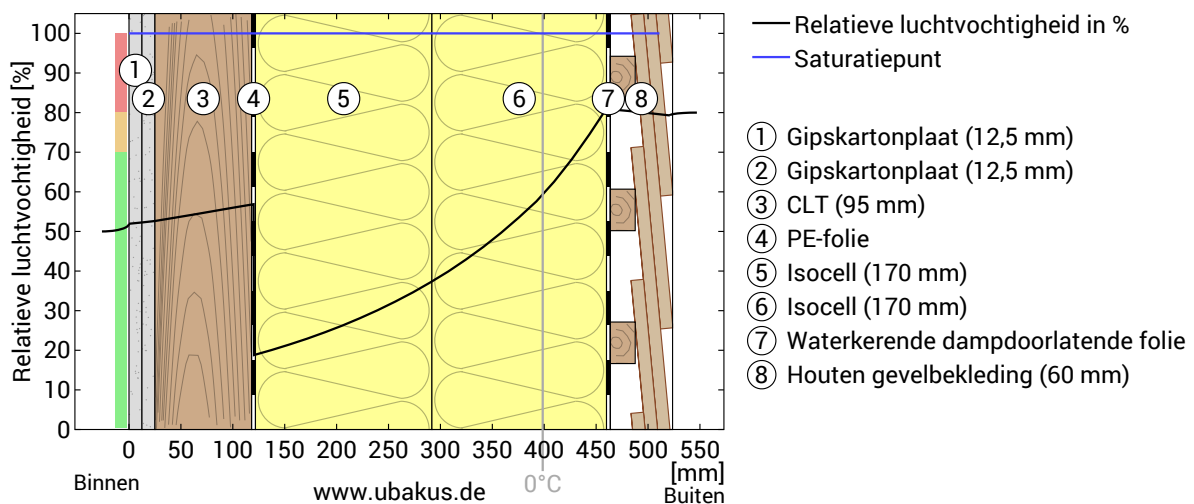 Relatieve luchtvochtigheid [%]
100
90
80
70
60
50
40
30
20
10
0
1
2
3
4
5
6
7
8
0 50 100 150 200 250 300 350 400 450 500 550
[mm]
Binnen
www.ubakus.de
0°C
Buiten
Relatieve luchtvochtigheid in %
Saturatiepunt
1 Gipskartonplaat (12,5 mm)
2 Gipskartonplaat (12,5 mm)
3 CLT (95 mm)
4 PE-folie
5 Isocell (170 mm)
6 Isocell (170 mm)
7 Waterkerende dampdoorlatende folie
8 Houten gevelbekleding (60 mm)